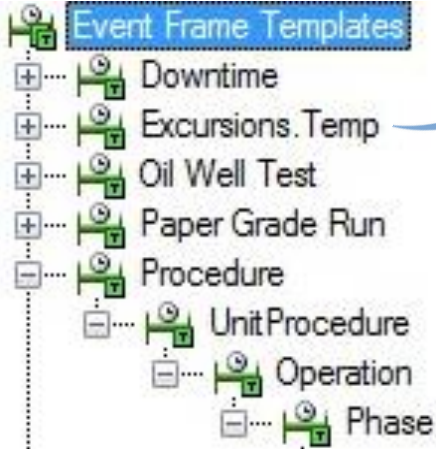 Event Frame Templates
Downtime
Excursions.Temp
Oil Well Test
Paper Grade Run
Procedure
UnitProcedure
Operation
Phase